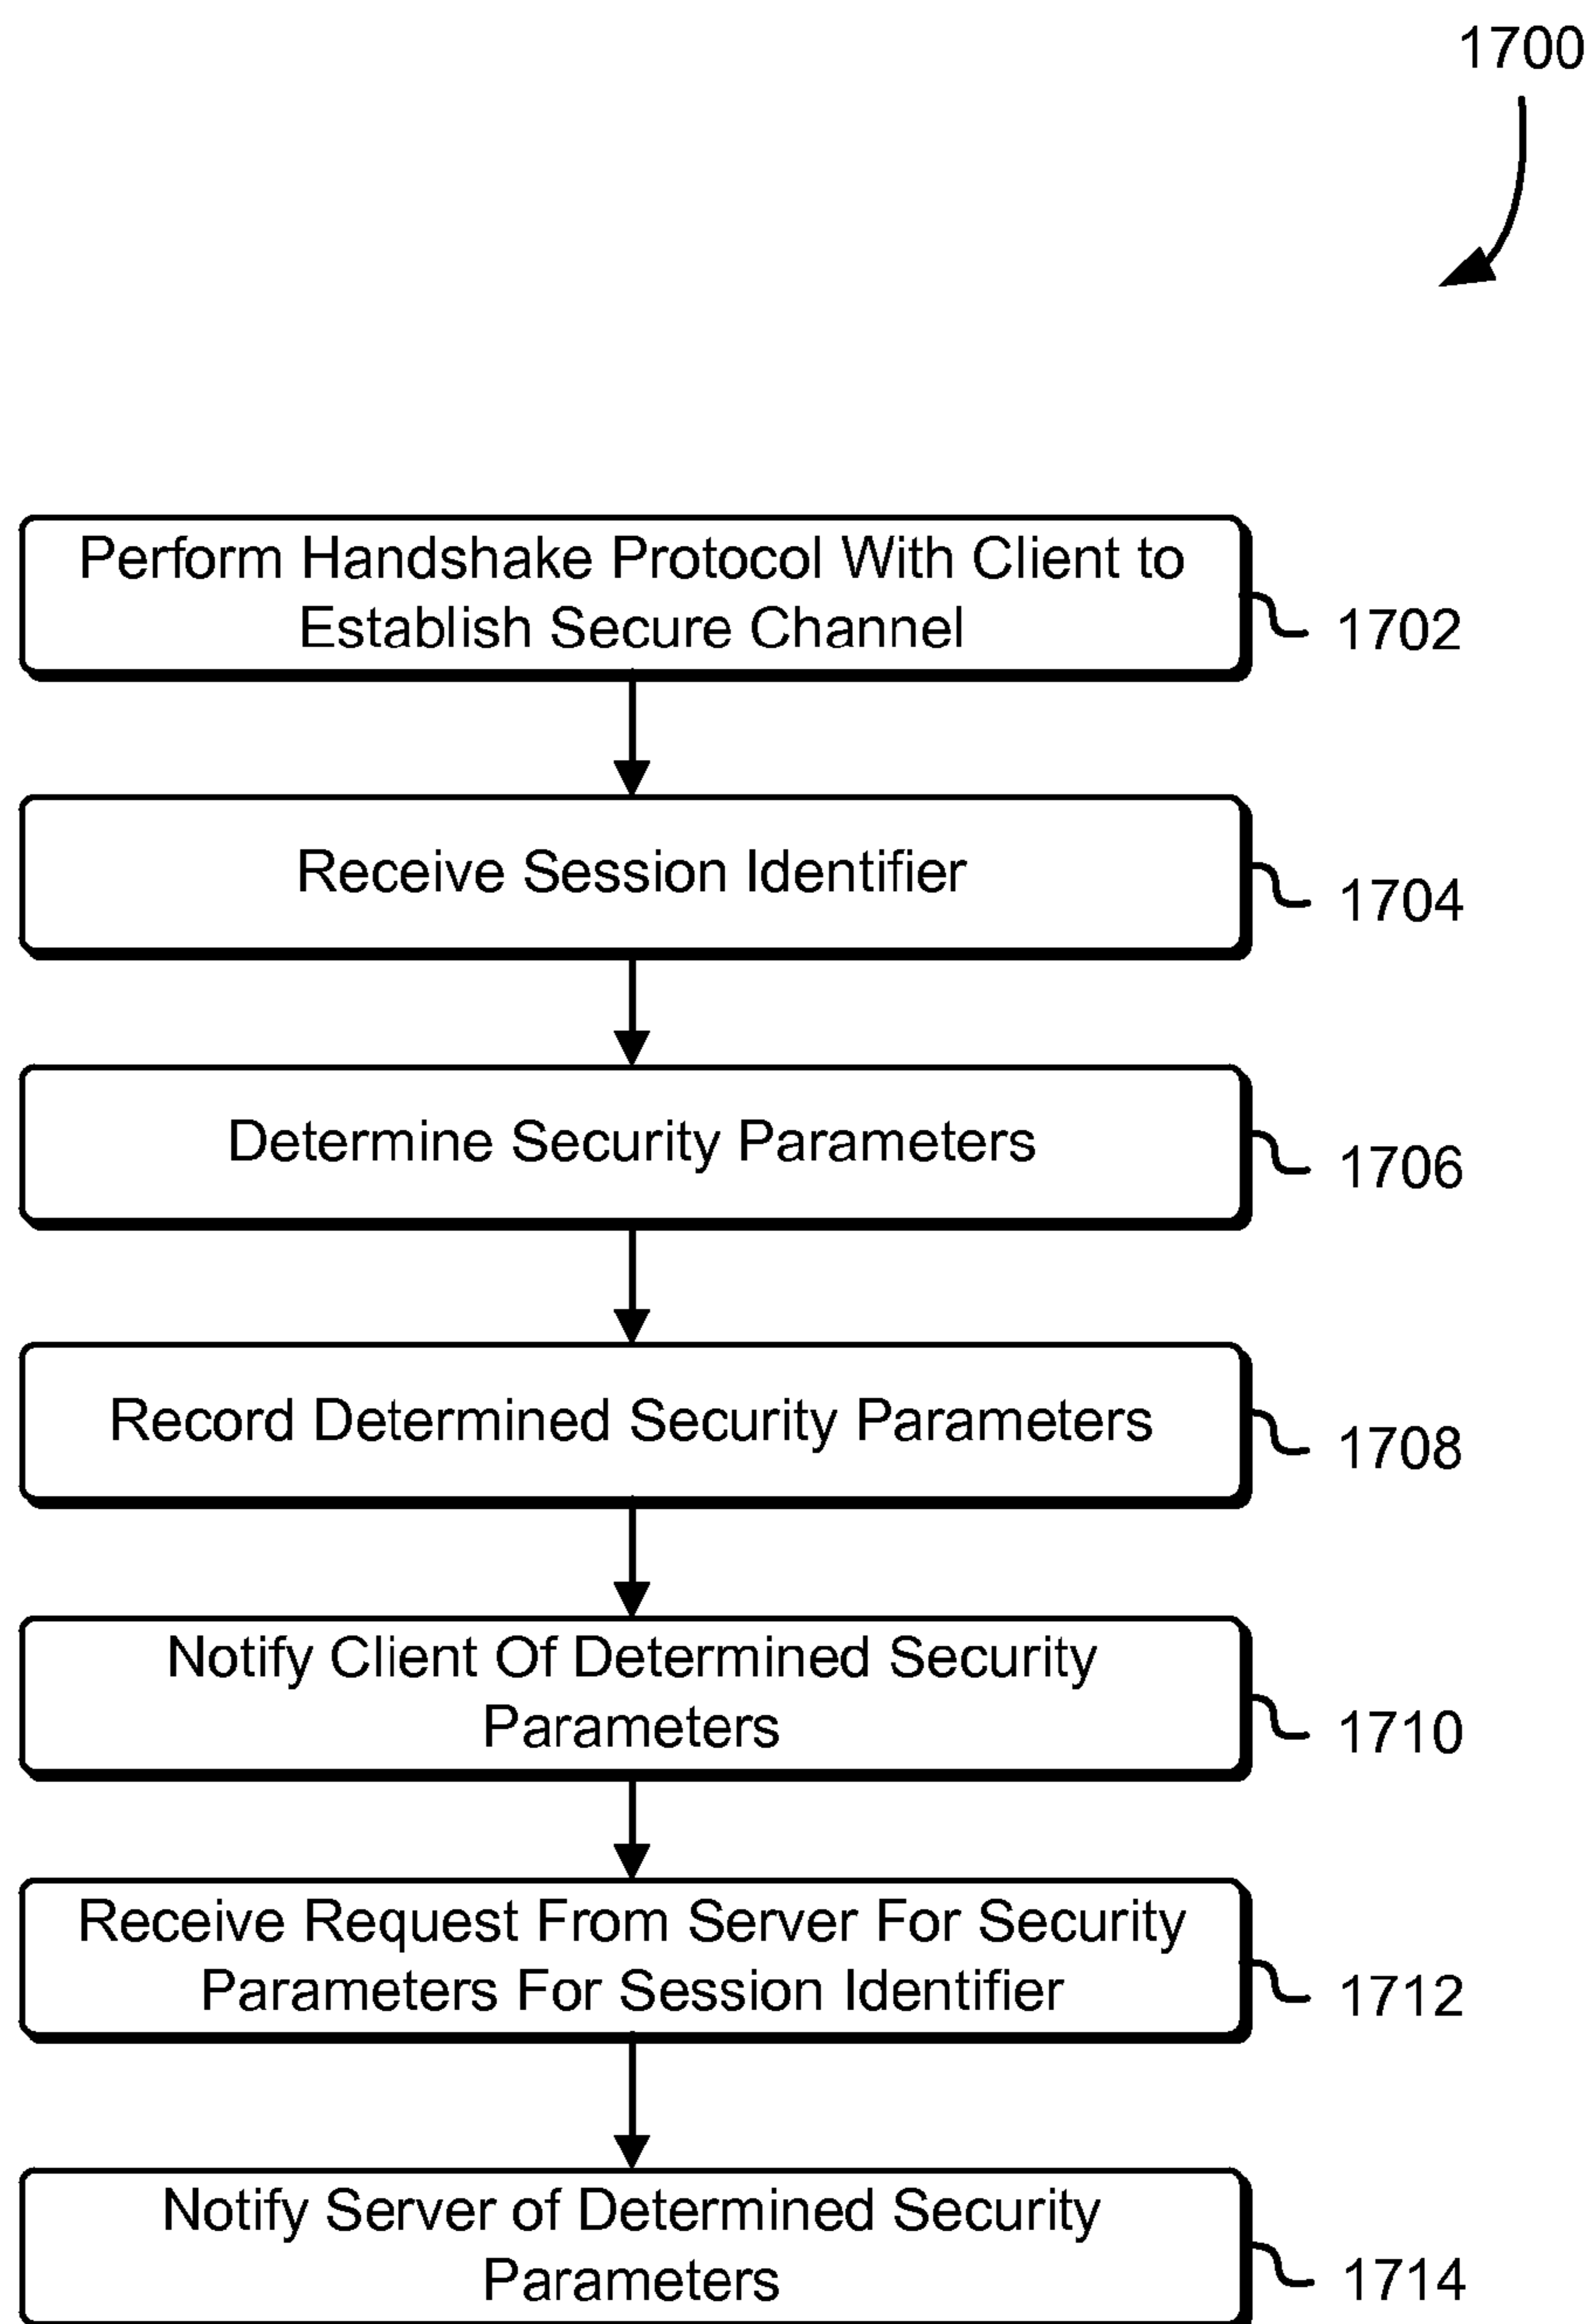 1700
Perform Handshake Protocol With Client to
Establish Secure Channel
1702
Receive Session Identifier
1704
Determine Security Parameters
1706
Record Determined Security Parameters
1708
Notify Client Of Determined Security
Parameters
1710
Receive Request From Server For Security
Parameters For Session Identifier
1712
Notify Server of Determined Security
Parameters
1714